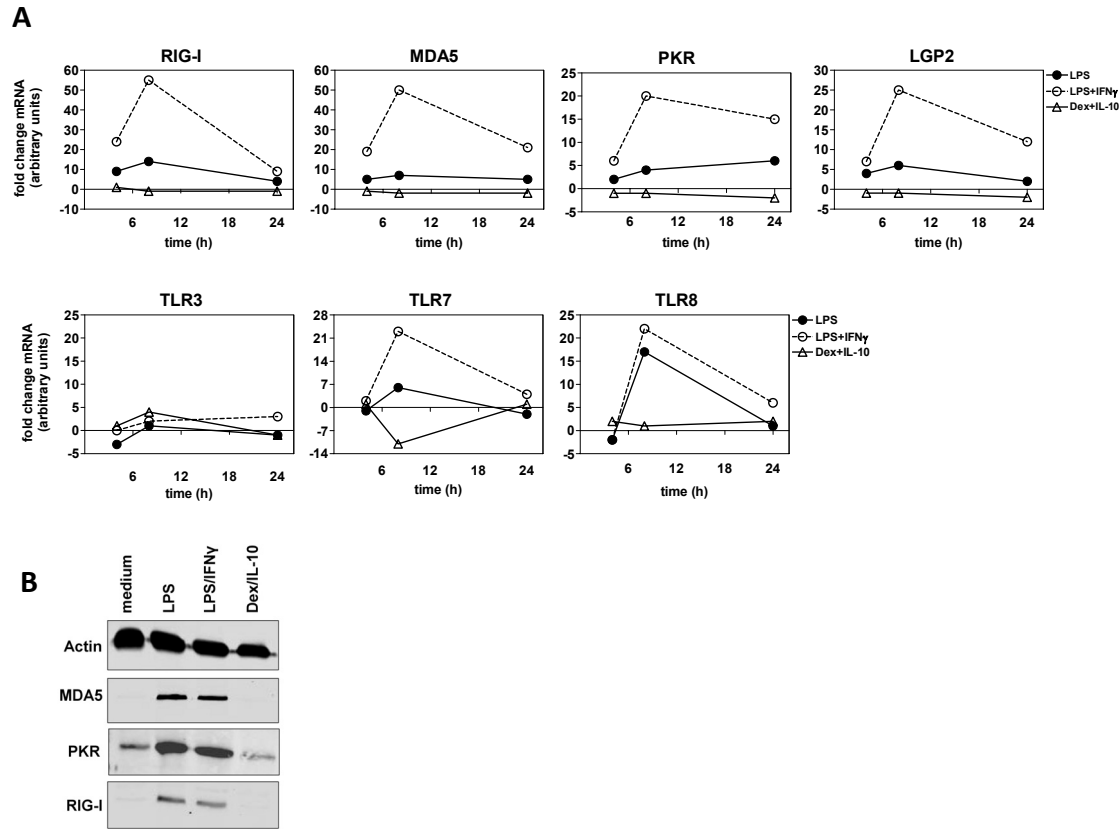 A
RIG-I
MDA5
PKR
LGP2
fold change mRNA
(arbitrary units)
60
50
40
30
20
10
0
-10
6 12 18 24
time (h)
60
50
40
30
20
10
0
-10
6 12 18 24
time (h)
25
20
15
10
5
0
-5
6 12 18 24
time (h)
30
25
20
15
10
5
0
-5
6 12 18 24
time (h)
LPS
LPS+IFNγ
Dex+IL-10
TLR3
TLR7
TLR8
fold change mRNA
(arbitrary units)
25
20
15
10
5
0
-5
6 12 18 24
time (h)
28
21
14
7
0
-7
-14
6 12 18 24
time (h)
25
20
15
10
5
0
-5
6 12 18 24
time (h)
LPS
LPS+IFNγ
Dex+IL-10
B
medium
LPS
LPS/IFNγ
Dex/IL-10
Actin
MDA5
PKR
RIG-I